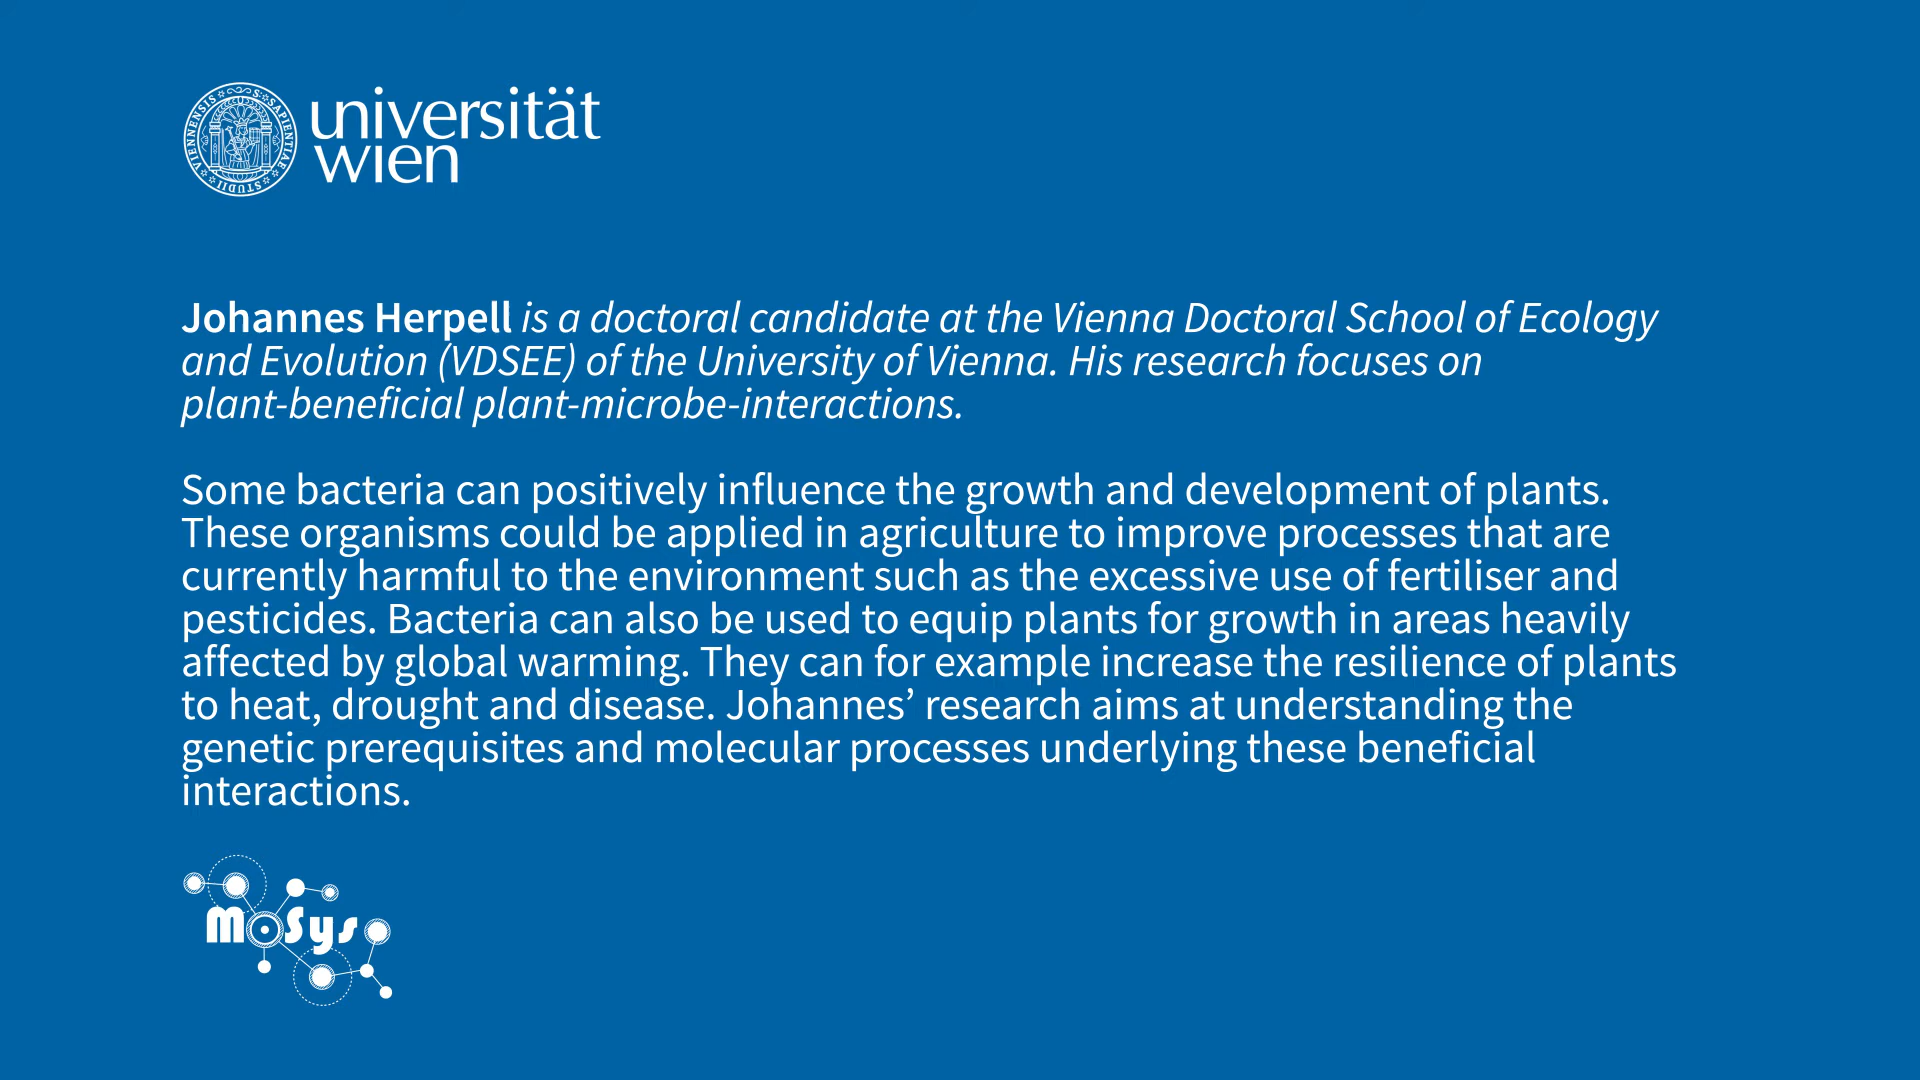 VIENNENSIS
S:SAPIENTIAE
STUDII
universität
wien
Johannes Herpell is a doctoral candidate at the Vienna Doctoral School of Ecology
and Evolution (VDSEE) of the University of Vienna. His research focuses on
plant-beneficial plant-microbe-interactions.
Some bacteria can positively influence the growth and development of plants.
These organisms could be applied in agriculture to improve processes that are
currently harmful to the environment such as the excessive use of fertiliser and
pesticides. Bacteria can also be used to equip plants for growth in areas heavily
affected by global warming. They can for example increase the resilience of plants
to heat, drought and disease. Johannes’ research aims at understanding the
genetic prerequisites and molecular processes underlying these beneficial
interactions.
MoSys